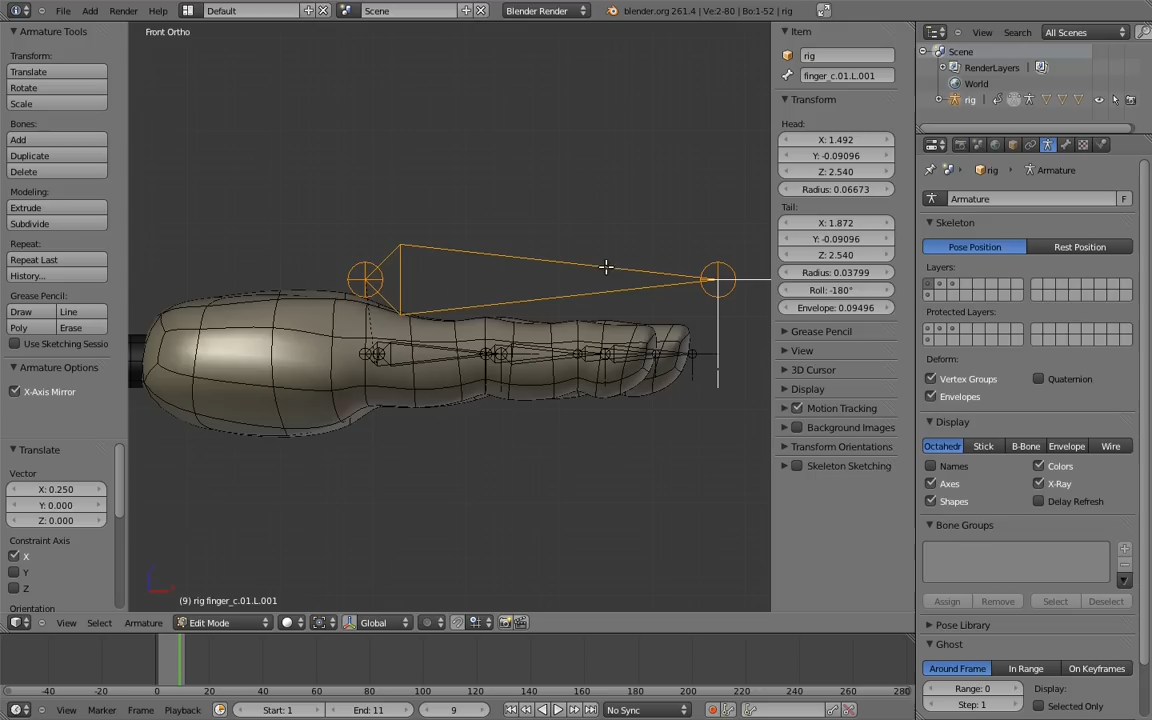 File Add Render Help Default Scene Blender Render blender.org 261.4 | Ve:2-80 | Bo:1-52 | rig
Front Ortho
Armature Tools
Transform:
Translate
Rotate
Scale
Bones:
Add
Duplicate
Delete
Modeling:
Extrude
Subdivide
Repeat:
Repeat Last
History...
Grease Pencil:
Draw Line
Poly Erase
Use Sketching Sessio
Armature Options
X-Axis Mirror
Translate
Vector
X: 0.250
Y: 0.000
Z: 0.000
Constraint Axis
X
Y
Z
Orientation
(9) rig finger_c.01.L.001
Item
rig
finger_c.01.L.001
Transform
Head:
X: 1.492
Y: -0.09096
Z: 2.540
Radius: 0.06673
Tail:
X: 1.872
Y: -0.09096
Z: 2.540
Radius: 0.03799
Roll: -180°
Envelope: 0.09496
Grease Pencil
View
3D Cursor
Display
Motion Tracking
Background Images
Transform Orientations
Skeleton Sketching
View Search All Scenes
Scene
RenderLayers |
World
rig |
rig Armature
Armature F
Skeleton
Pose Position Rest Position
Layers:
Protected Layers:
Deform:
Vertex Groups Quaternion
Envelopes
Display
Octahedr Stick B-Bone Envelope Wire
Names Colors
Axes X-Ray
Shapes Delay Refresh
Bone Groups
Assign Remove Select Deselect
Pose Library
Ghost
Around Frame In Range On Keyframes
Range: 0 Display:
Step: 1 Selected Only
View Select Armature Edit Mode Global
-40 -20 0 20 40 60 80 100 120 140 160 180 200 220 240 260 280
View Marker Frame Playback Start: 1 End: 11 9 No Sync